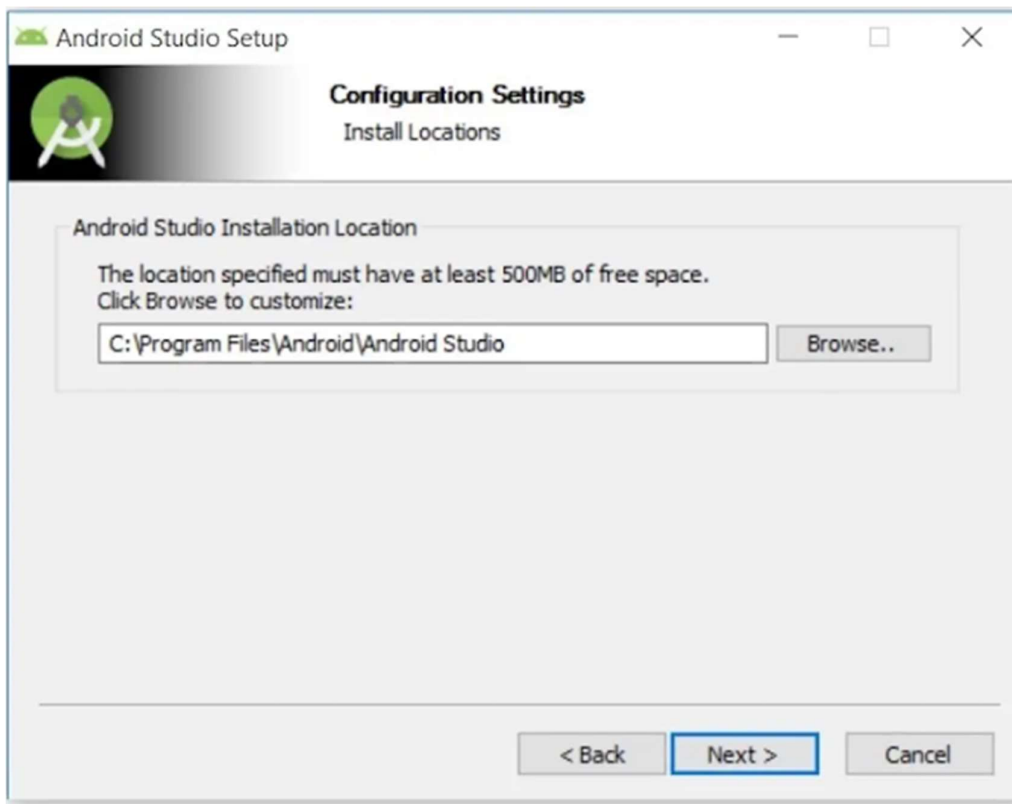 Android Studio Setup
Configuration Settings
Install Locations
Android Studio Installation Location
The location specified must have at least 500MB of free space.
Click Browse to customize:
C:\Program Files\Android\Android Studio
Browse..
< Back
Next >
Cancel